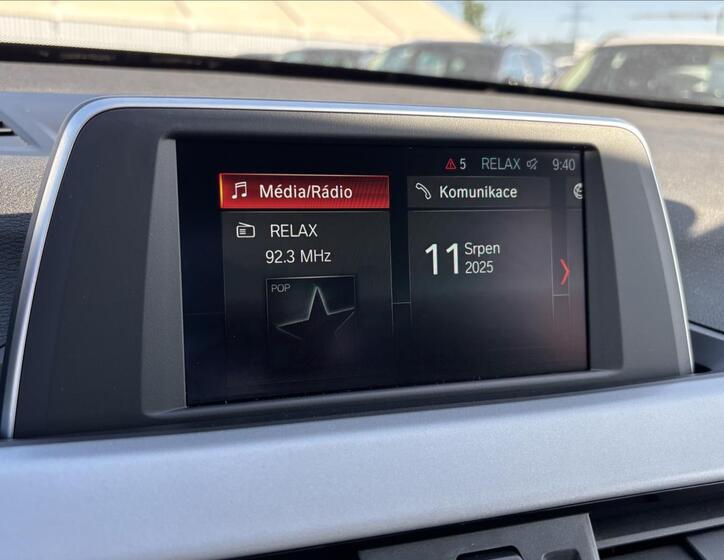 5 RELAX 9:40
Média/Rádio
Komunikace
RELAX
92.3 MHz
POP
11 Srpen
2025